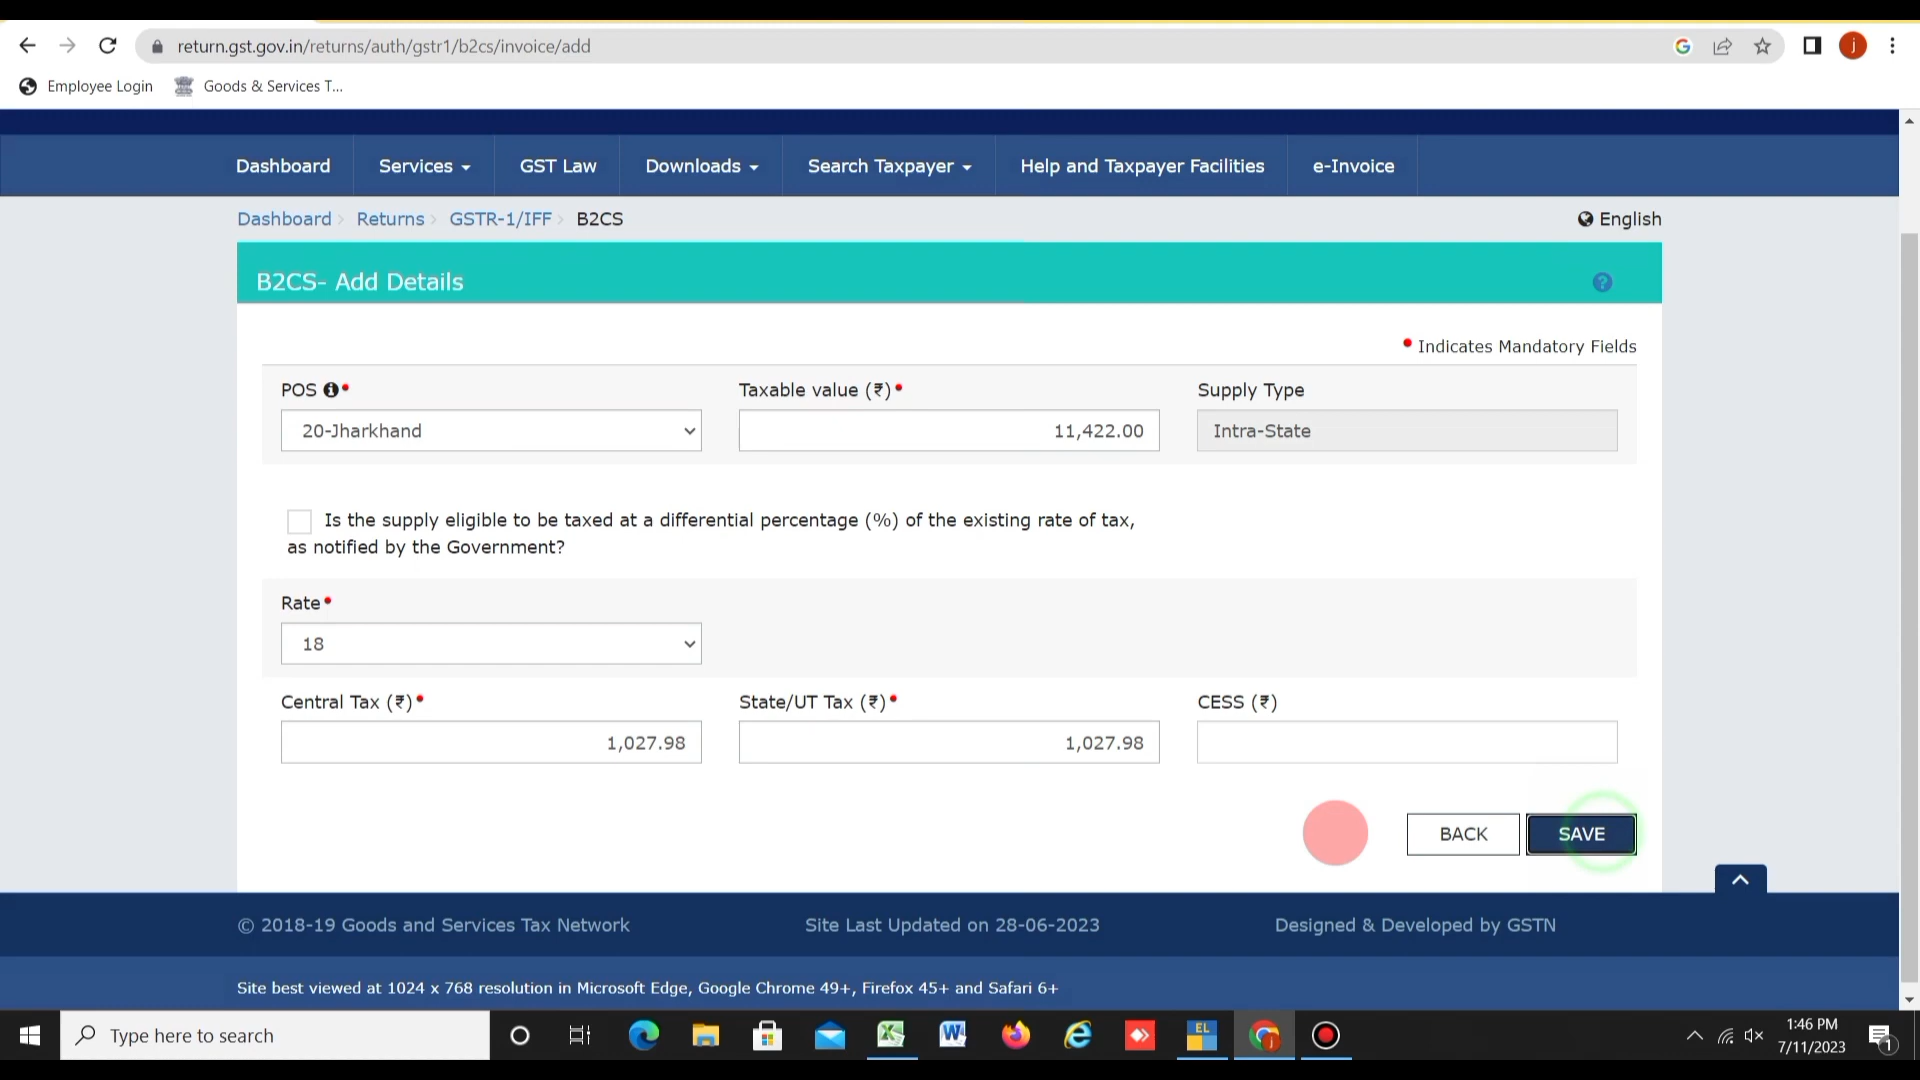 return.gst.gov.in/returns/auth/gstr1/b2cs/invoice/add
j
Employee Login
Goods & Services T...
Dashboard
Services
GST Law
Downloads
Search Taxpayer
Help and Taxpayer Facilities
e-Invoice
Dashboard
Returns
GSTR-1/IFF
B2CS
English
B2CS- Add Details
?
• Indicates Mandatory Fields
POS •
Taxable value (₹)•
Supply Type
20-Jharkhand
11,422.00
Intra-State
Is the supply eligible to be taxed at a differential percentage (%) of the existing rate of tax,
as notified by the Government?
Rate•
18
Central Tax (₹)•
State/UT Tax (₹)•
CESS (₹)
1,027.98
1,027.98
BACK
SAVE
© 2018-19 Goods and Services Tax Network
Site Last Updated on 28-06-2023
Designed & Developed by GSTN
Site best viewed at 1024 x 768 resolution in Microsoft Edge, Google Chrome 49+, Firefox 45+ and Safari 6+
Type here to search
EL
1:46 PM
7/11/2023
1